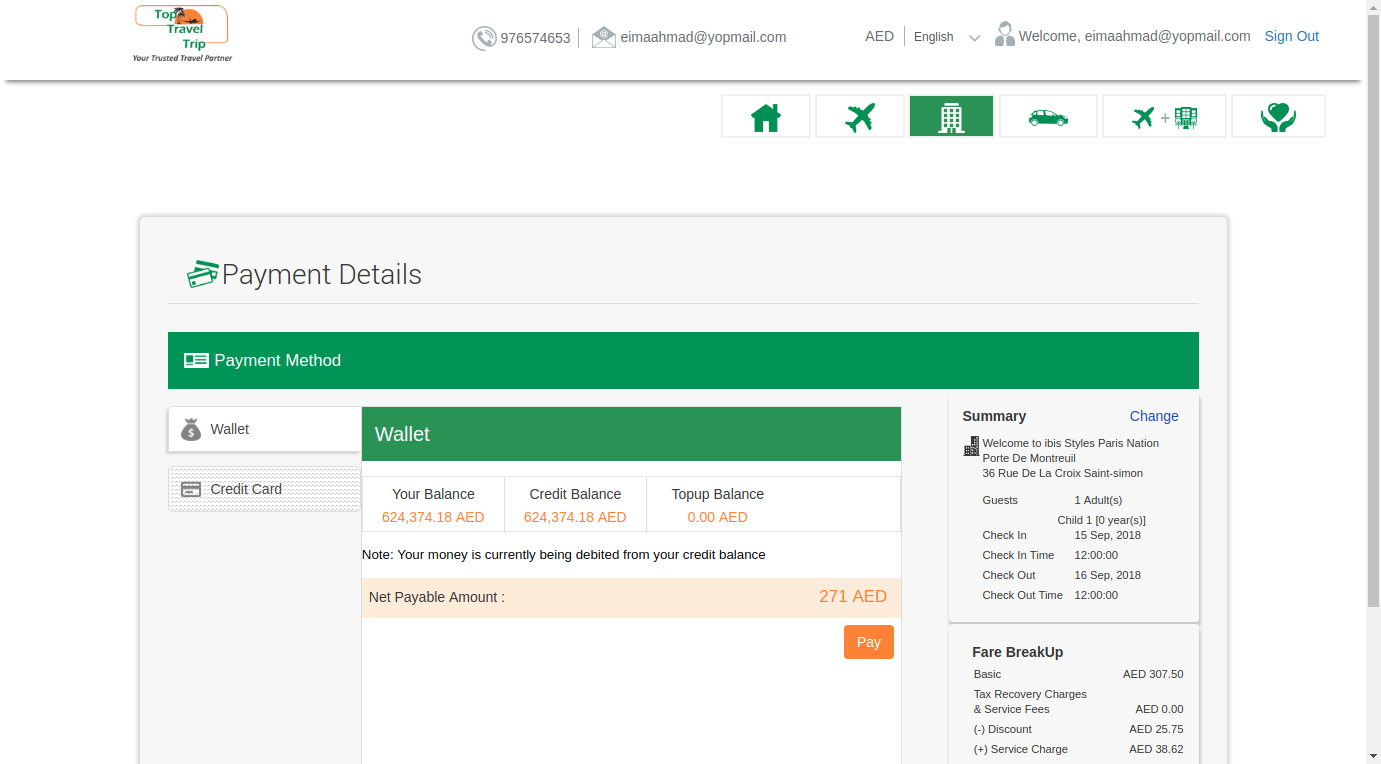 Top
Travel
Trip
Your Trusted Travel Partner
976574653
eimaahmad@yopmail.com
AED
English
Welcome, eimaahmad@yopmail.com
Sign Out
+
Payment Details
Payment Method
Wallet
Credit Card
Wallet
Your Balance
624,374.18 AED
Credit Balance
624,374.18 AED
Topup Balance
0.00 AED
Note: Your money is currently being debited from your credit balance
Net Payable Amount : 271 AED
Pay
Summary Change
Welcome to ibis Styles Paris Nation
Porte De Montreuil
36 Rue De La Croix Saint-simon
Guests 1 Adult(s)
Child 1 [0 year(s)]
Check In 15 Sep, 2018
Check In Time 12:00:00
Check Out 16 Sep, 2018
Check Out Time 12:00:00
Fare BreakUp
Basic AED 307.50
Tax Recovery Charges
& Service Fees AED 0.00
(-) Discount AED 25.75
(+) Service Charge AED 38.62